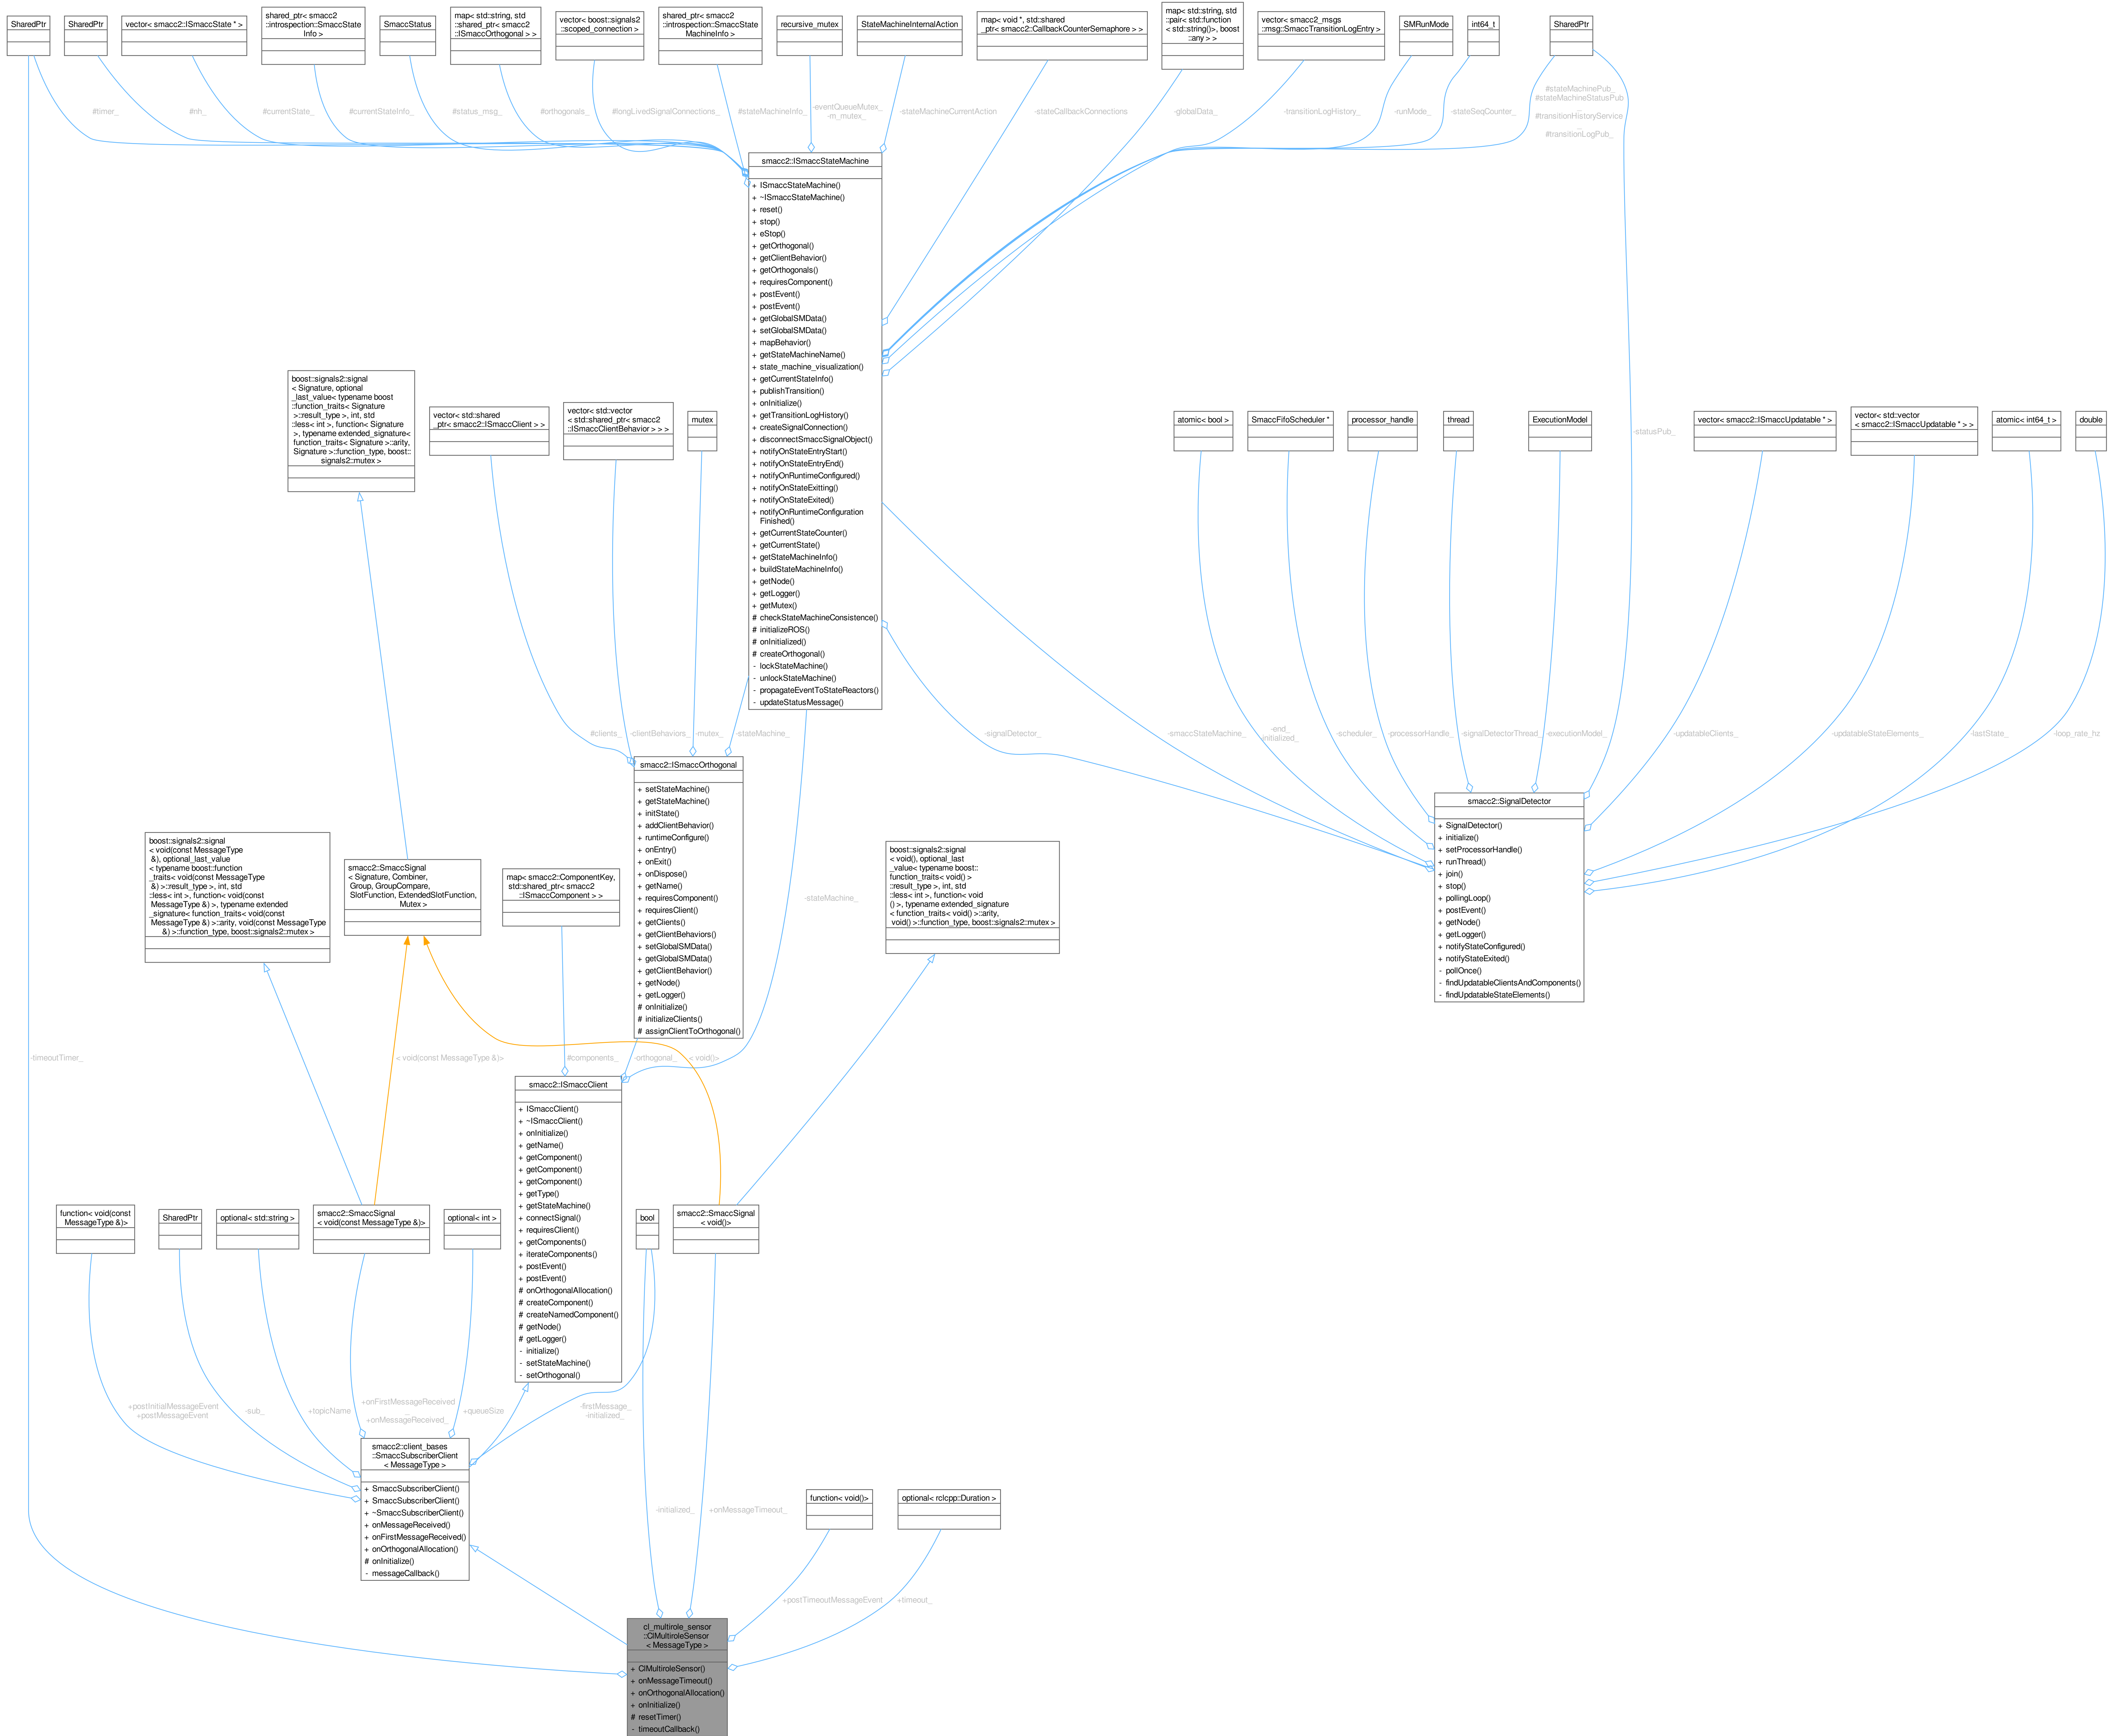 SharedPtr
SharedPtr
vector< smacc2::ISmaccState * >
shared_ptr< smacc2
::introspection::SmaccState
Info >
SmaccStatus
map< std::string, std
::shared_ptr< smacc2
::ISmaccOrthogonal > >
vector< boost::signals2
::scoped_connection >
shared_ptr< smacc2
::introspection::SmaccState
MachineInfo >
recursive_mutex
StateMachineInternalAction
map< void *, std::shared
_ptr< smacc2::CallbackCounterSemaphore > >
map< std::string, std
::pair< std::function
< std::string()>, boost
::any > >
vector< smacc2_msgs
::msg::SmaccTransitionLogEntry >
SMRunMode
int64_t
SharedPtr
#timer_
#nh_
#currentState_
#currentStateInfo_
#status_msg_
#orthogonals_
#longLivedSignalConnections_
#stateMachineInfo_
-eventQueueMutex_
-m_mutex_
-stateMachineCurrentAction
-stateCallbackConnections
-globalData_
-transitionLogHistory_
-runMode_
-stateSeqCounter_
#stateMachinePub_
#stateMachineStatusPub
_
#transitionHistoryService
_
#transitionLogPub_
smacc2::ISmaccStateMachine
+ ISmaccStateMachine()
+ ~ISmaccStateMachine()
+ reset()
+ stop()
+ eStop()
+ getOrthogonal()
+ getClientBehavior()
+ getOrthogonals()
+ requiresComponent()
+ postEvent()
+ postEvent()
+ getGlobalSMData()
+ setGlobalSMData()
+ mapBehavior()
+ getStateMachineName()
+ state_machine_visualization()
+ getCurrentStateInfo()
+ publishTransition()
+ onInitialize()
+ getTransitionLogHistory()
+ createSignalConnection()
+ disconnectSmaccSignalObject()
+ notifyOnStateEntryStart()
+ notifyOnStateEntryEnd()
+ notifyOnRuntimeConfigured()
+ notifyOnStateExitting()
+ notifyOnStateExited()
+ notifyOnRuntimeConfiguration
Finished()
+ getCurrentStateCounter()
+ getCurrentState()
+ getStateMachineInfo()
+ buildStateMachineInfo()
+ getNode()
+ getLogger()
+ getMutex()
# checkStateMachineConsistence()
# initializeROS()
# onInitialized()
# createOrthogonal()
- lockStateMachine()
- unlockStateMachine()
- propagateEventToStateReactors()
- updateStatusMessage()
boost::signals2::signal
< Signature, optional
_last_value< typename boost
::function_traits< Signature
>::result_type >, int, std
::less< int >, function< Signature
>, typename extended_signature<
function_traits< Signature >::arity,
Signature >::function_type, boost::
signals2::mutex >
vector< std::shared
_ptr< smacc2::ISmaccClient > >
vector< std::vector
< std::shared_ptr< smacc2
::ISmaccClientBehavior > > >
mutex
atomic< bool >
SmaccFifoScheduler *
processor_handle
thread
ExecutionModel
-statusPub_
vector< smacc2::ISmaccUpdatable * >
vector< std::vector
< smacc2::ISmaccUpdatable * > >
atomic< int64_t >
double
#clients_
-clientBehaviors_
-mutex_
-stateMachine_
-signalDetector_
-smaccStateMachine_
-end_
-initialized_
-scheduler_
-processorHandle_
-signalDetectorThread_
-executionModel_
-updatableClients_
-updatableStateElements_
-lastState_
-loop_rate_hz
smacc2::ISmaccOrthogonal
+ setStateMachine()
+ getStateMachine()
+ initState()
+ addClientBehavior()
+ runtimeConfigure()
+ onEntry()
+ onExit()
+ onDispose()
+ getName()
+ requiresComponent()
+ requiresClient()
+ getClients()
+ getClientBehaviors()
+ setGlobalSMData()
+ getGlobalSMData()
+ getClientBehavior()
+ getNode()
+ getLogger()
# onInitialize()
# initializeClients()
# assignClientToOrthogonal()
smacc2::SignalDetector
+ SignalDetector()
+ initialize()
+ setProcessorHandle()
+ runThread()
+ join()
+ stop()
+ pollingLoop()
+ postEvent()
+ getNode()
+ getLogger()
+ notifyStateConfigured()
+ notifyStateExited()
- pollOnce()
- findUpdatableClientsAndComponents()
- findUpdatableStateElements()
boost::signals2::signal
< void(const MessageType
&), optional_last_value
< typename boost::function
_traits< void(const MessageType
&) >::result_type >, int, std
::less< int >, function< void(const
MessageType &) >, typename extended
_signature< function_traits< void(const
MessageType &) >::arity, void(const MessageType
&) >::function_type, boost::signals2::mutex >
smacc2::SmaccSignal
< Signature, Combiner,
Group, GroupCompare,
SlotFunction, ExtendedSlotFunction,
Mutex >
map< smacc2::ComponentKey,
std::shared_ptr< smacc2
::ISmaccComponent > >
-stateMachine_
boost::signals2::signal
< void(), optional_last
_value< typename boost::
function_traits< void() >
::result_type >, int, std
::less< int >, function< void
() >, typename extended_signature
< function_traits< void() >::arity,
void() >::function_type, boost::signals2::mutex >
-timeoutTimer_
< void(const MessageType &)>
#components_
-orthogonal_
< void()>
smacc2::ISmaccClient
+ ISmaccClient()
+ ~ISmaccClient()
+ onInitialize()
+ getName()
+ getComponent()
+ getComponent()
+ getComponent()
+ getType()
+ getStateMachine()
+ connectSignal()
+ requiresClient()
+ getComponents()
+ iterateComponents()
+ postEvent()
+ postEvent()
# onOrthogonalAllocation()
# createComponent()
# createNamedComponent()
# getNode()
# getLogger()
- initialize()
- setStateMachine()
- setOrthogonal()
function< void(const
MessageType &)>
SharedPtr
optional< std::string >
smacc2::SmaccSignal
< void(const MessageType &)>
optional< int >
bool
smacc2::SmaccSignal
< void()>
+postInitialMessageEvent
+postMessageEvent
-sub_
+topicName
+onFirstMessageReceived
_
+onMessageReceived_
+queueSize
-firstMessage_
-initialized_
smacc2::client_bases
::SmaccSubscriberClient
< MessageType >
+ SmaccSubscriberClient()
+ SmaccSubscriberClient()
+ ~SmaccSubscriberClient()
+ onMessageReceived()
+ onFirstMessageReceived()
+ onOrthogonalAllocation()
# onInitialize()
- messageCallback()
-initialized_
+onMessageTimeout_
function< void()>
optional< rclcpp::Duration >
+postTimeoutMessageEvent
+timeout_
cl_multirole_sensor
::ClMultiroleSensor
< MessageType >
+ ClMultiroleSensor()
+ onMessageTimeout()
+ onOrthogonalAllocation()
+ onInitialize()
# resetTimer()
- timeoutCallback()